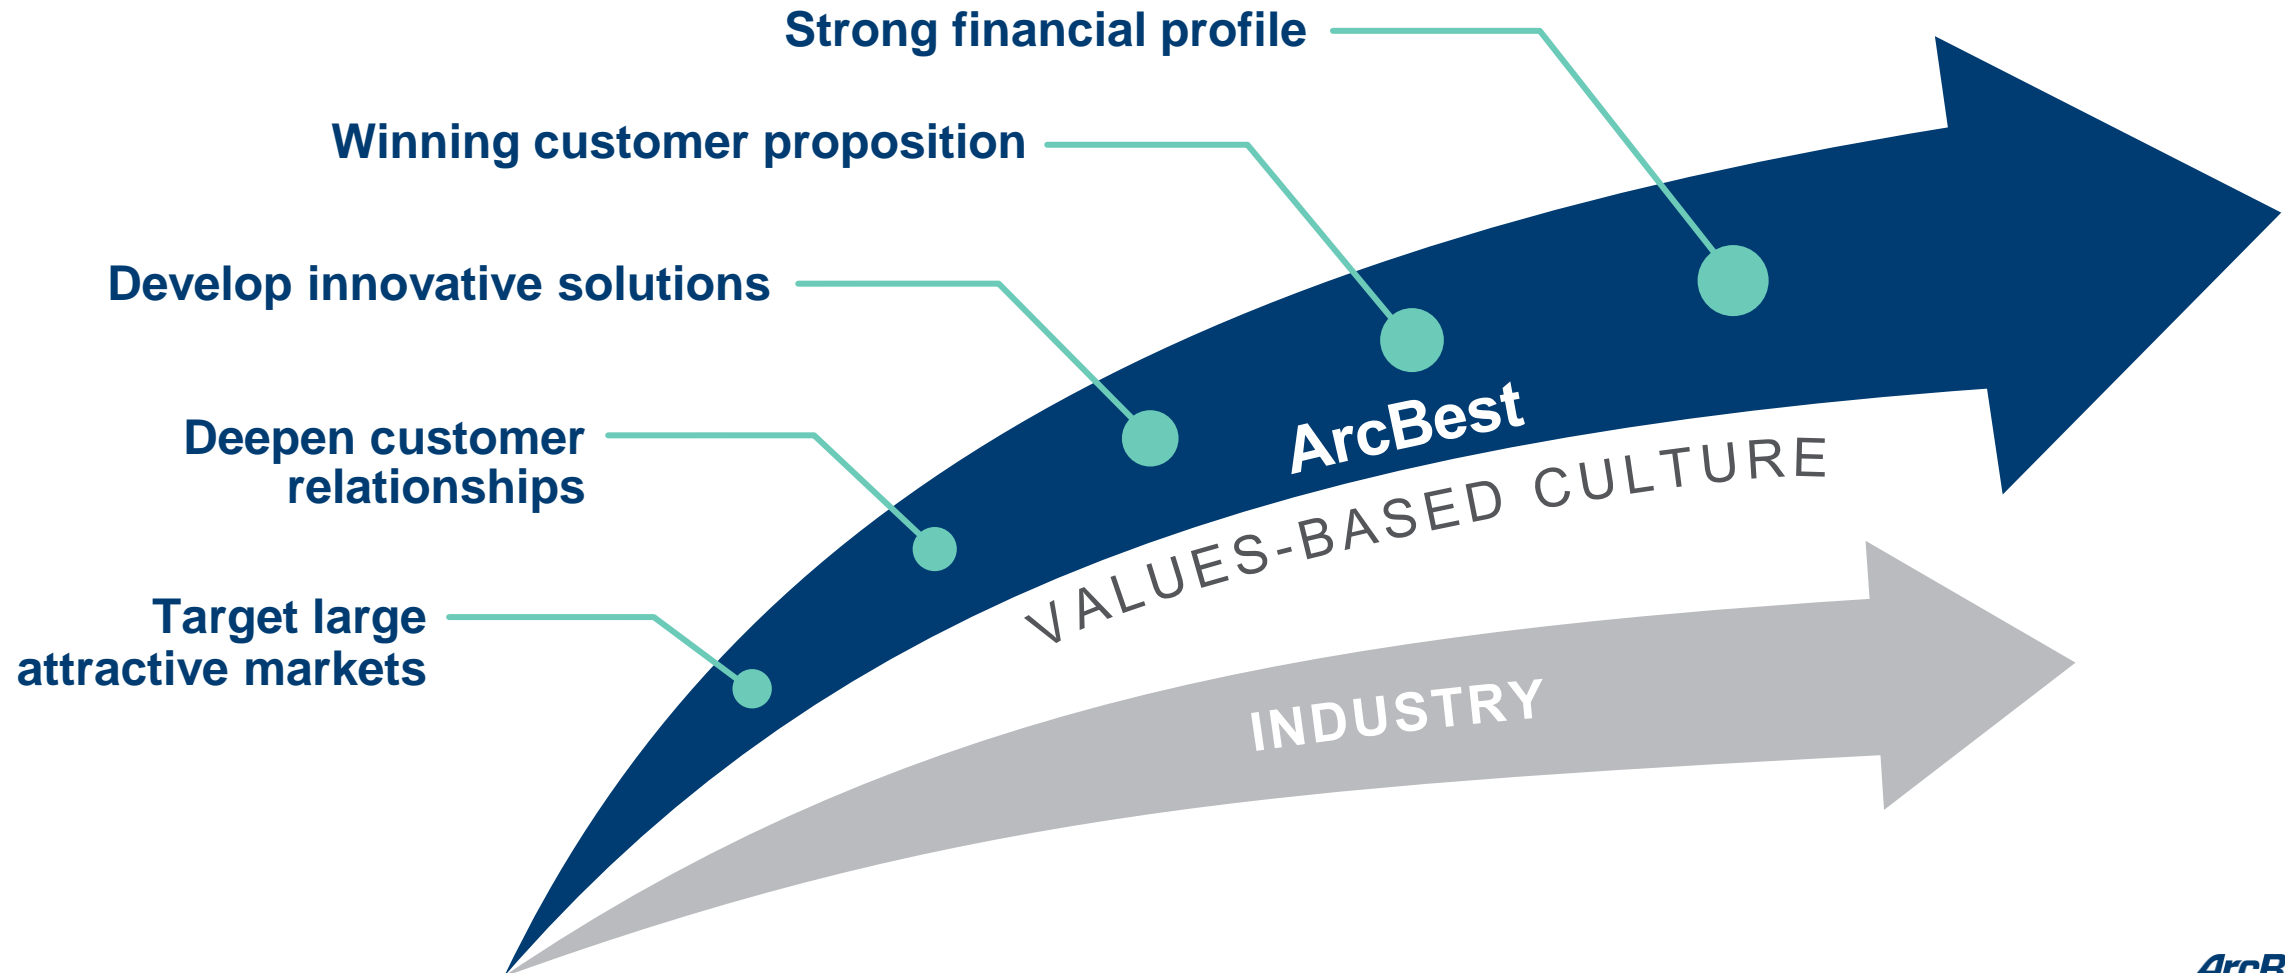 Strong financial profile
Winning customer proposition
Develop innovative solutions
Deepen customer
relationships
Target large
attractive markets
ArcBest
VALUES-BASED CULTURE
INDUSTRY